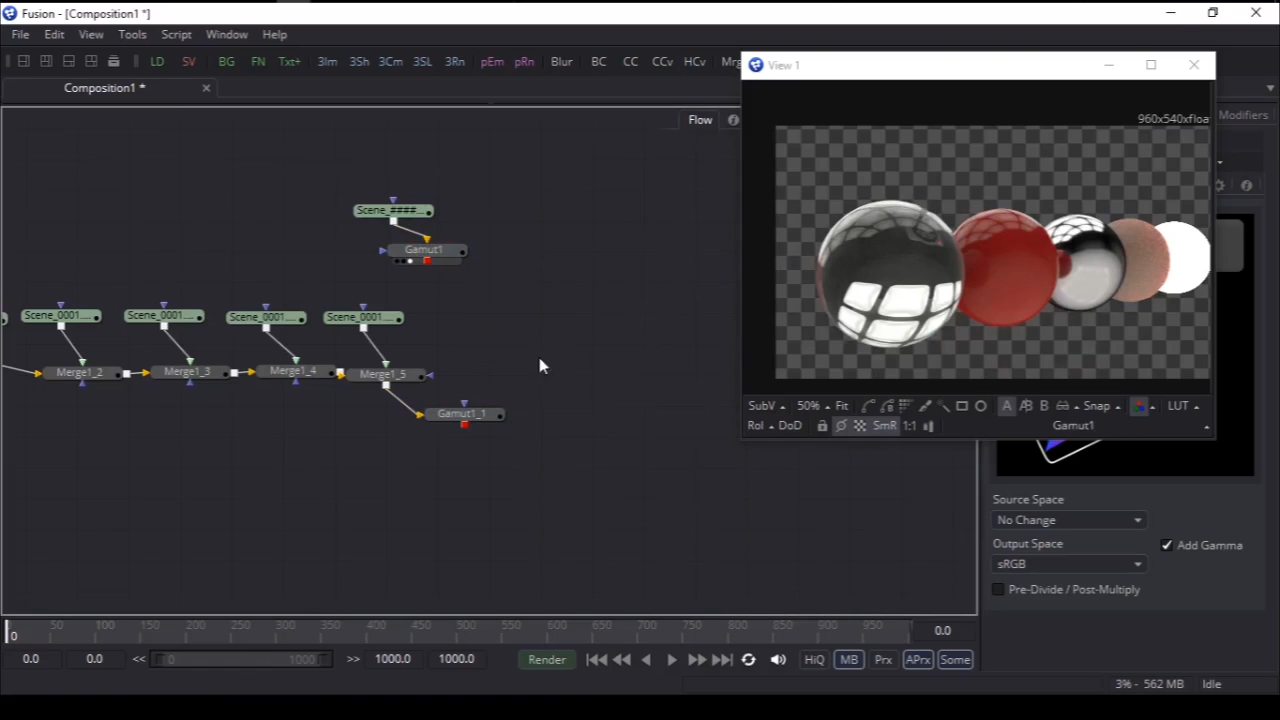 Fusion - [Composition1 *]
File Edit View Tools Script Window Help
LD SV BG FN Txt+ 3Im 3Sh 3Cm 3SL 3Rn pEm pRn Blur BC CC CCv HCv Mrg
Composition1 *
View 1
Flow
960x540xfloa
Modifiers
Scene_####...
Gamut1
Scene_0001.... Scene_0001.... Scene_0001.... Scene_0001....
Merge1_2 Merge1_3 Merge1_4 Merge1_5
Gamut1_1
SubV 50% Fit A A|B B Snap LUT
RoI DoD SmR 1:1 Gamut1
Source Space
No Change
Output Space
Add Gamma
sRGB
Pre-Divide / Post-Multiply
0 50 100 150 200 250 300 350 400 450 500 550 600 650 700 750 800 850 900 950 0.0
0.0 0.0 << 0 1000 >> 1000.0 1000.0 Render HiQ MB Prx APrx Some
3% - 562 MB Idle